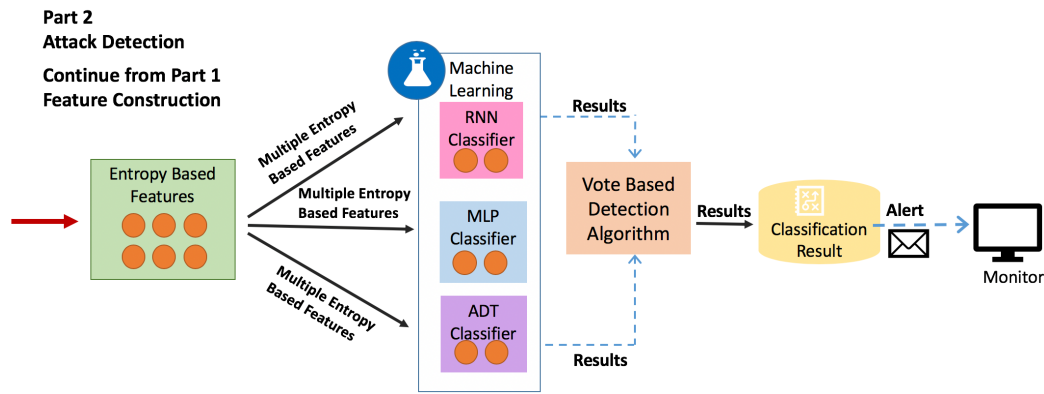 Part 2
Attack Detection
Continue from Part 1
Feature Construction
Entropy Based
Features
Multiple Entropy
Based Features
Multiple Entropy
Based Features
Multiple Entropy
Based Features
Machine
Learning
RNN
Classifier
MLP
Classifier
ADT
Classifier
Results
Results
Vote Based
Detection
Algorithm
Results
Classification
Result
Alert
Monitor